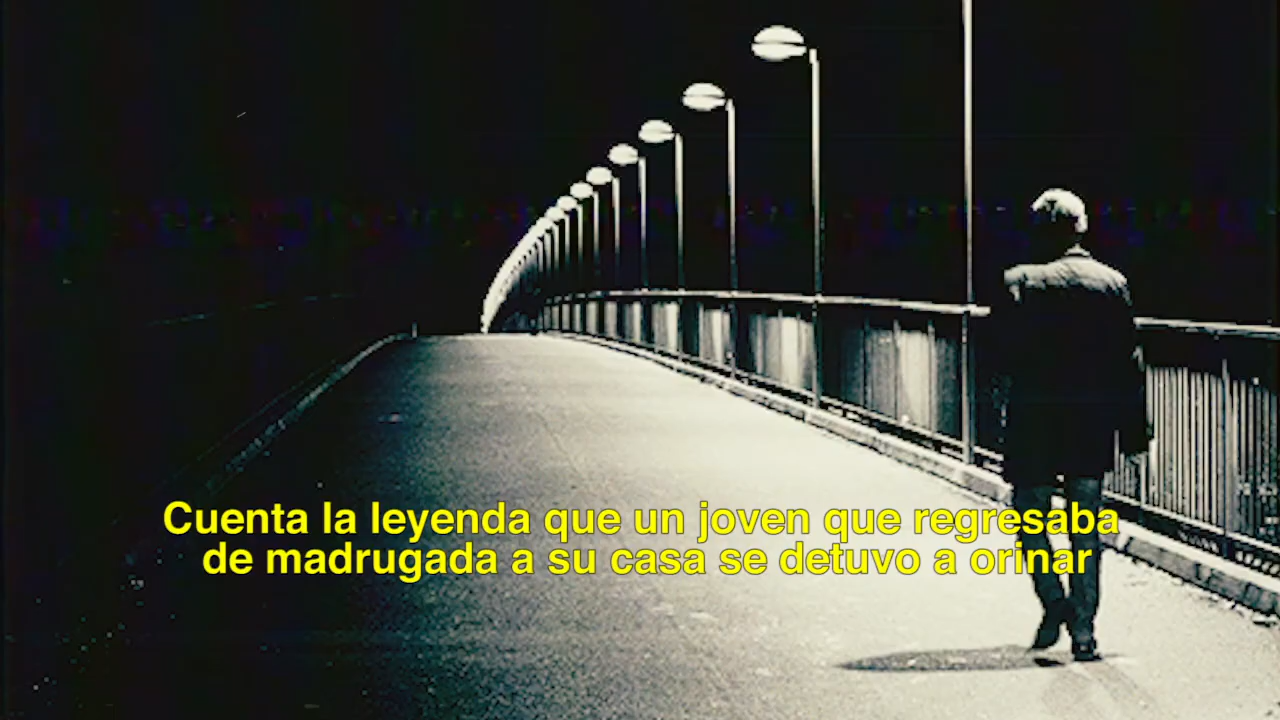 Cuenta la leyenda que un joven que regresaba
de madrugada a su casa se detuvo a orinar